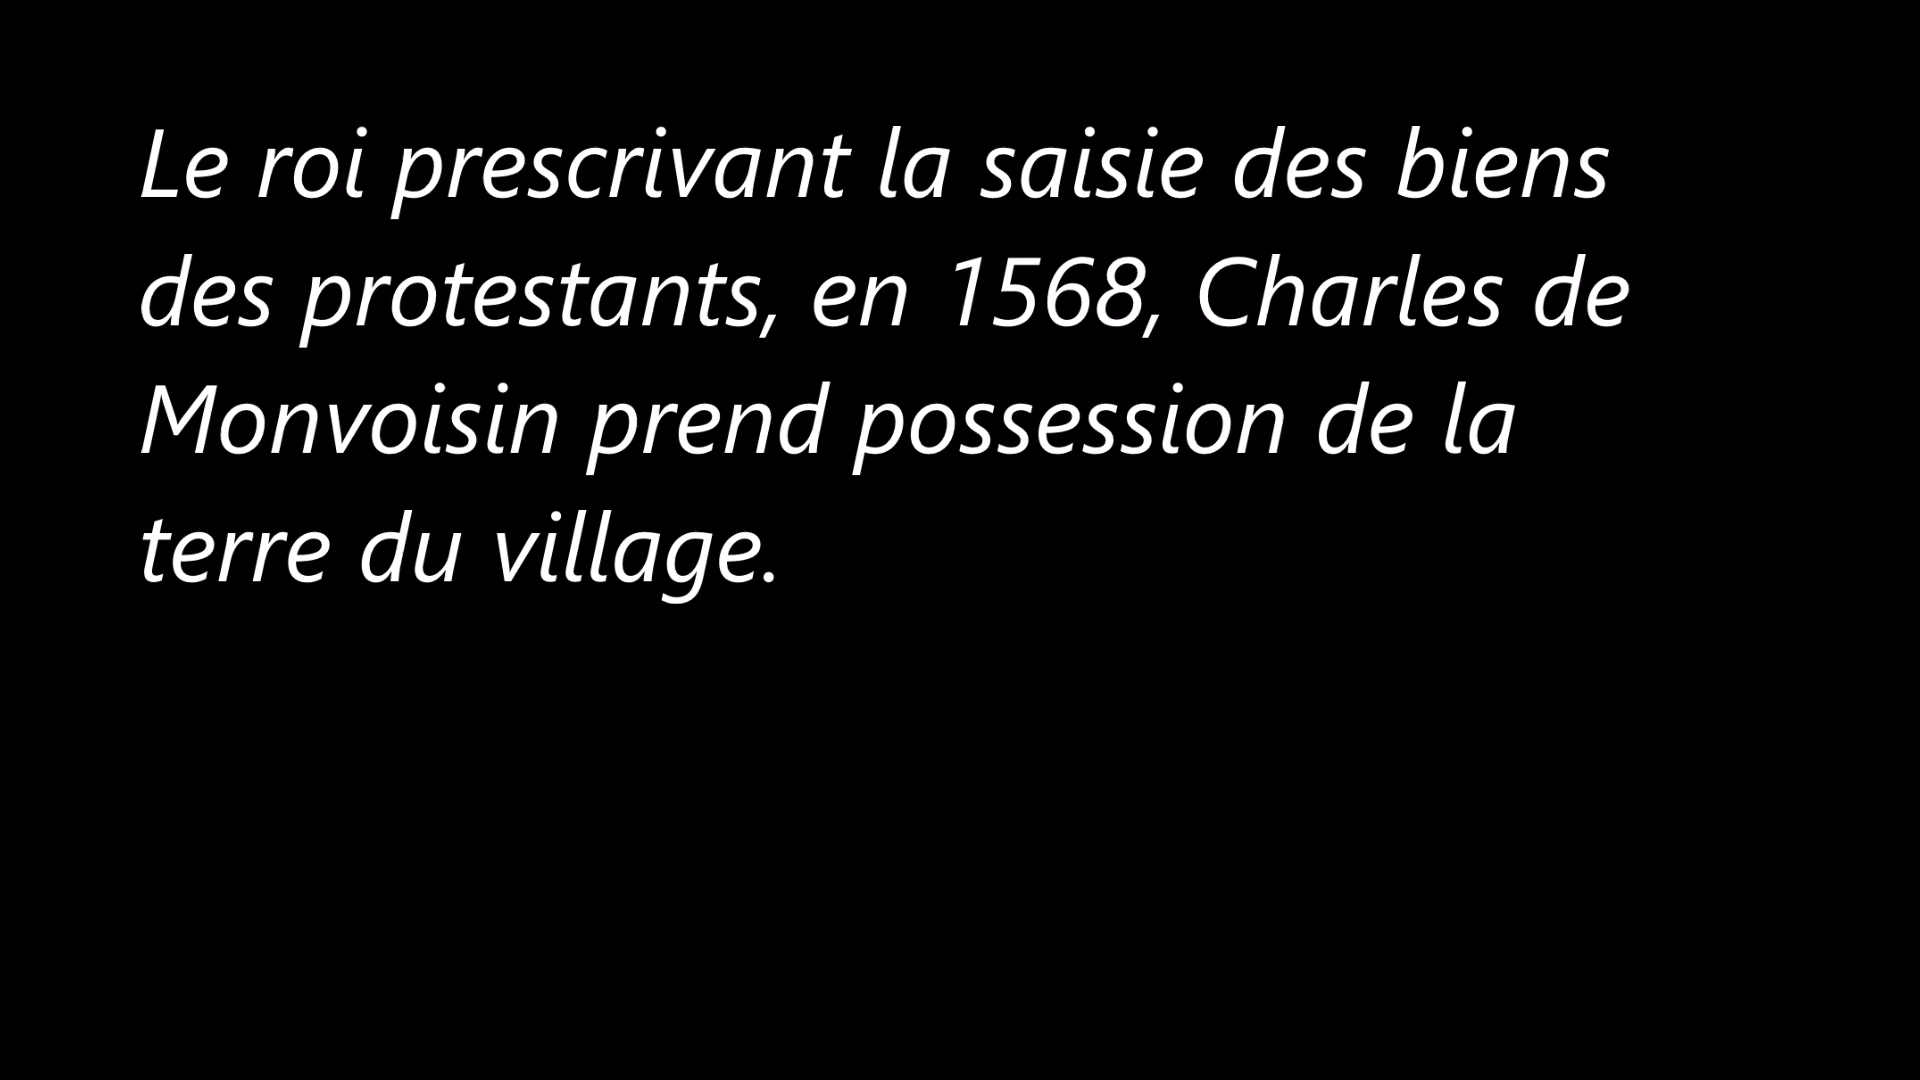 Le roi prescrivant la saisie des biens
des protestants, en 1568, Charles de
Monvoisin prend possession de la
terre du village.